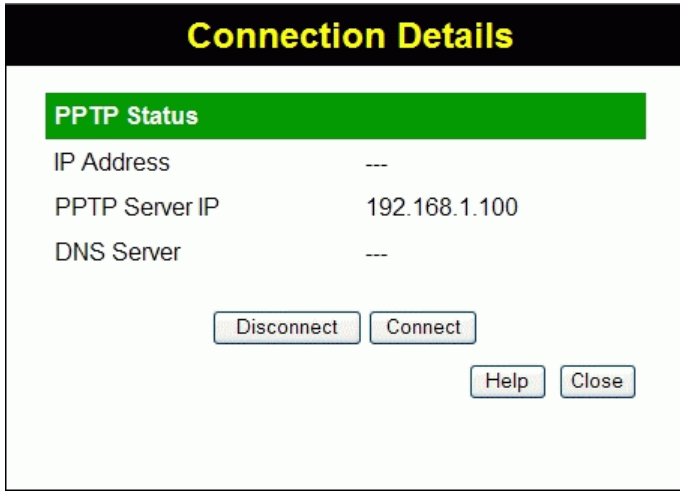 Connection Details
PPTP Status
IP Address ---
PPTP Server IP 192.168.1.100
DNS Server ---
Disconnect Connect
Help Close